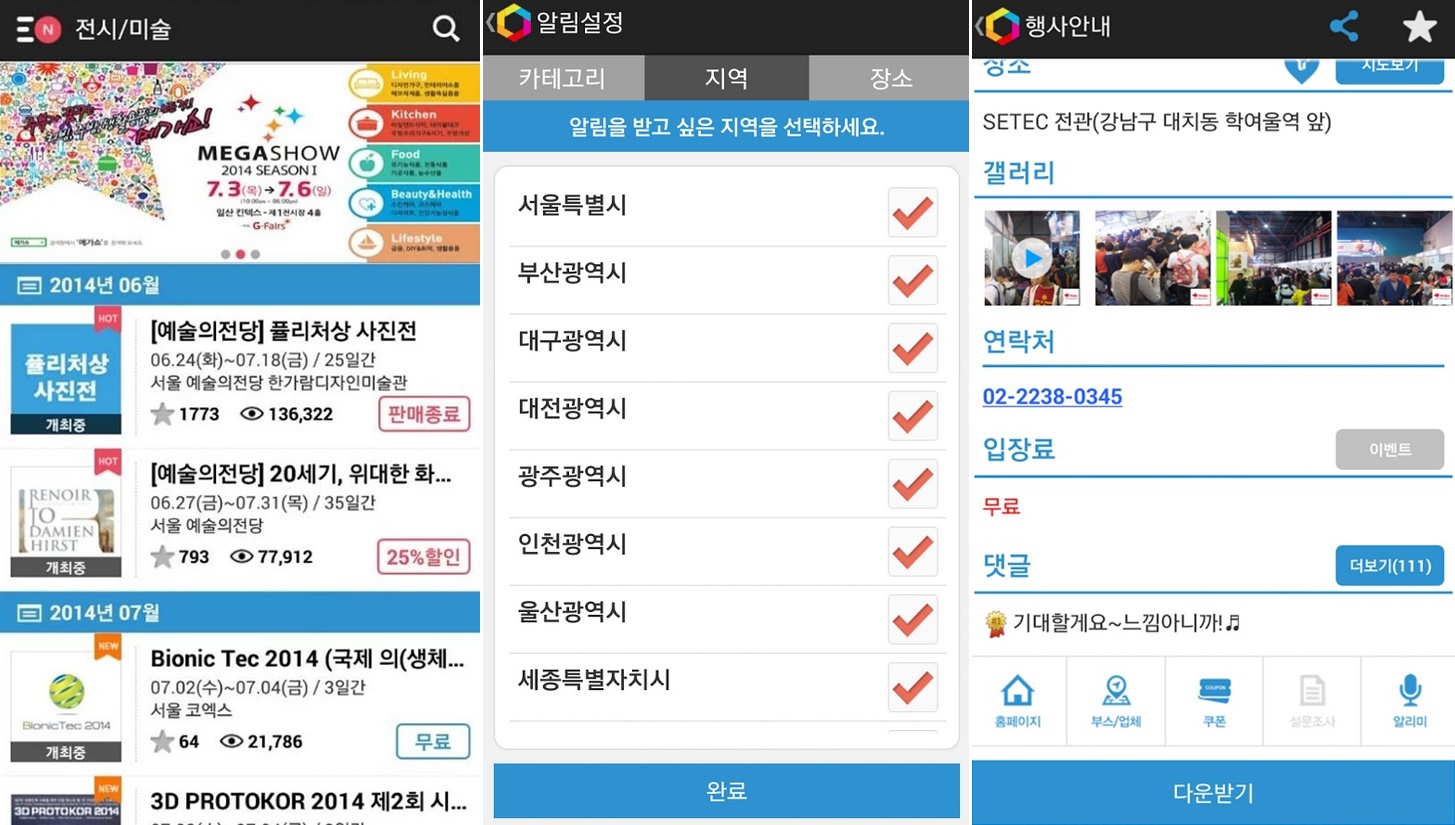 N 전시/미술
MEGASHOW
2014 SEASON I
7.3(목) → 7.6(일)
(10:00am ~ 06:00pm)
일산 킨텍스 - 제1전시장 4홀
G-Fairs
메가쇼
Living
Kitchen
Food
Beauty&Health
Lifestyle
2014년 06월
HOT
퓰리처상
사진전
개최중
[예술의전당] 퓰리처상 사진전
06.24(화)~07.18(금) / 25일간
서울 예술의전당 한가람디자인미술관
1773 136,322
판매종료
HOT
RENOIR
TO
DAMIEN
HIRST
개최중
[예술의전당] 20세기, 위대한 화...
06.27(금)~07.31(목) / 35일간
서울 예술의전당
793 77,912
25%할인
2014년 07월
NEW
BionicTec 2014
개최중
Bionic Tec 2014 (국제 의(생체...
07.02(수)~07.04(금) / 3일간
서울 코엑스
64 21,786
무료
NEW
3D PROTOKOR 2014
3D PROTOKOR 2014 제2회 시...
알림설정
카테고리 지역 장소
알림을 받고 싶은 지역을 선택하세요.
서울특별시
부산광역시
대구광역시
대전광역시
광주광역시
인천광역시
울산광역시
세종특별자치시
완료
행사안내
장소
지도보기
SETEC 전관(강남구 대치동 학여울역 앞)
갤러리
연락처
02-2238-0345
입장료
이벤트
무료
댓글
더보기(111)
기대할게요~느낌아니까!♬
홈페이지 부스/업체 쿠폰 설문조사 알리미
COUPON
다운받기